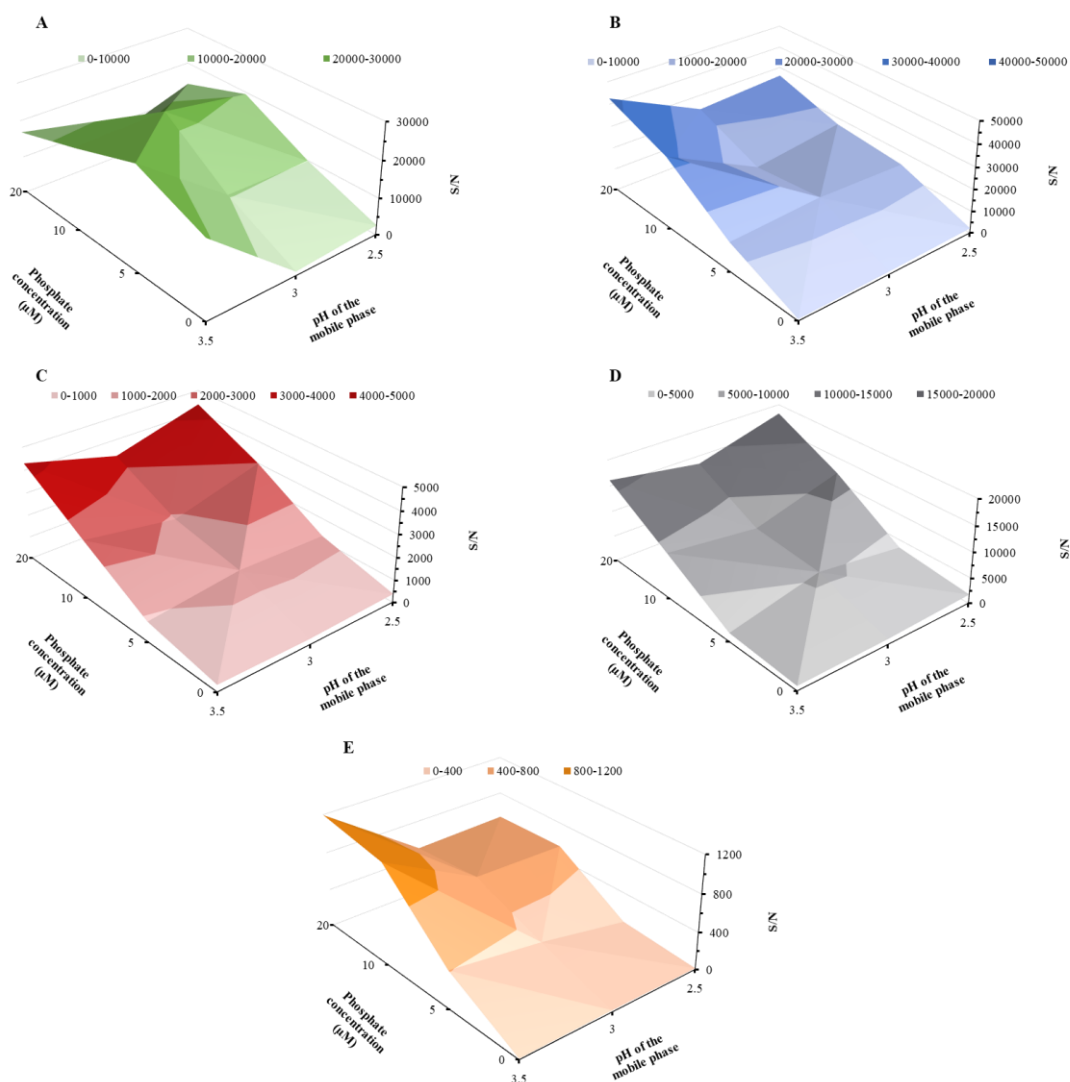 A
0-10000 10000-20000 20000-30000
30000
20000
10000
0
S/N
20
10
5
0
Phosphate
concentration
(µM)
2.5
3
3.5
pH of the
mobile phase
B
0-10000 10000-20000 20000-30000 30000-40000 40000-50000
50000
40000
30000
20000
10000
0
S/N
20
10
5
0
Phosphate
concentration
(µM)
2.5
3
3.5
pH of the
mobile phase
C
0-1000 1000-2000 2000-3000 3000-4000 4000-5000
5000
4000
3000
2000
1000
0
S/N
20
10
5
0
Phosphate
concentration
(µM)
2.5
3
3.5
pH of the
mobile phase
D
0-5000 5000-10000 10000-15000 15000-20000
20000
15000
10000
5000
0
S/N
20
10
5
0
Phosphate
concentration
(µM)
2.5
3
3.5
pH of the
mobile phase
E
0-400 400-800 800-1200
1200
800
400
0
S/N
20
10
5
0
Phosphate
concentration
(µM)
2.5
3
3.5
pH of the
mobile phase